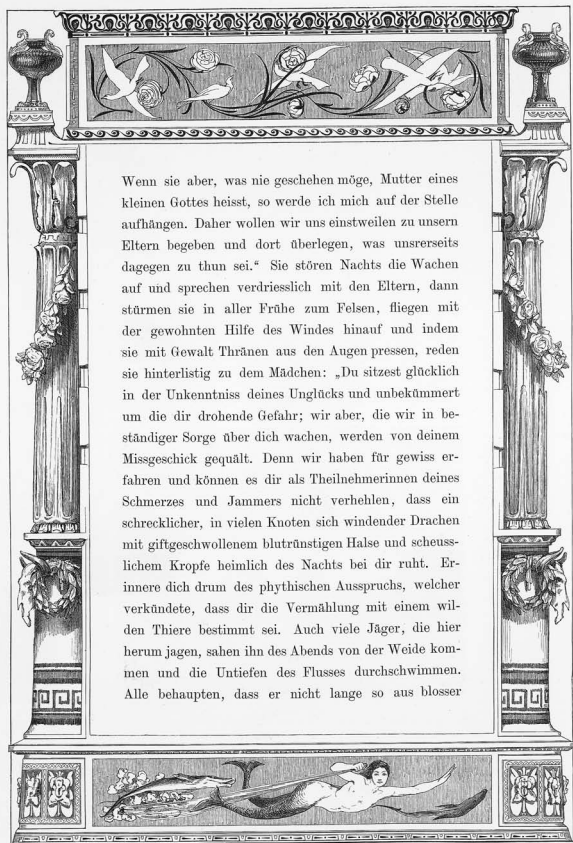 Wenn sie aber, was nie geschehen möge, Mutter eines
kleinen Gottes heisst, so werde ich mich auf der Stelle
aufhängen. Daher wollen wir uns einstweilen zu unsern
Eltern begeben und dort überlegen, was unsrerseits
dagegen zu thun sei.“ Sie stören Nachts die Wachen
auf und sprechen verdriesslich mit den Eltern, dann
stürmen sie in aller Frühe zum Felsen, fliegen mit
der gewohnten Hilfe des Windes hinauf und indem
sie mit Gewalt Thränen aus den Augen pressen, reden
sie hinterlistig zu dem Mädchen: „Du sitzest glücklich
in der Unkenntniss deines Unglücks und unbekümmert
um die dir drohende Gefahr; wir aber, die wir in be-
ständiger Sorge über dich wachen, werden von deinem
Missgeschick gequält. Denn wir haben für gewiss er-
fahren und können es dir als Theilnehmerinnen deines
Schmerzes und Jammers nicht verhehlen, dass ein
schrecklicher, in vielen Knoten sich windender Drachen
mit giftgeschwollenem blutrünstigen Halse und scheuss-
lichem Kropfe heimlich des Nachts bei dir ruht. Er-
innere dich drum des phythischen Ausspruchs, welcher
verkündete, dass dir die Vermählung mit einem wil-
den Thiere bestimmt sei. Auch viele Jäger, die hier
herum jagen, sahen ihn des Abends von der Weide kom-
men und die Untiefen des Flusses durchschwimmen.
Alle behaupten, dass er nicht lange so aus blosser